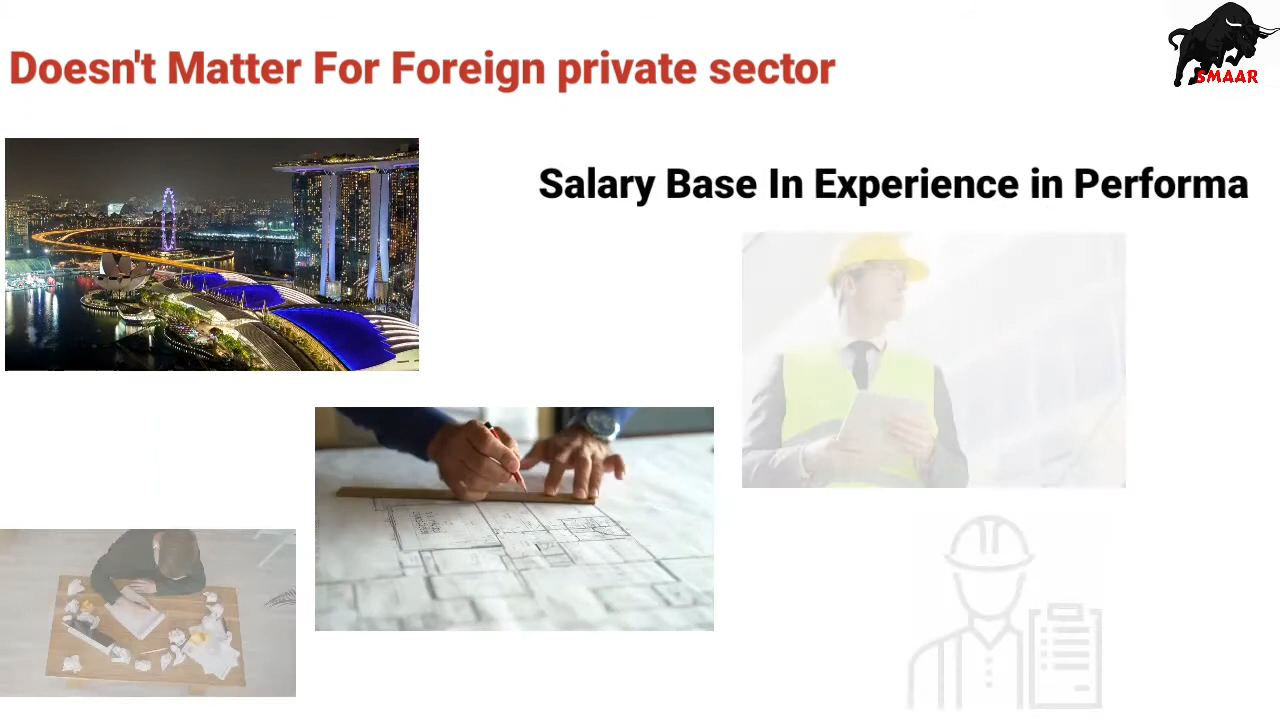 Doesn't Matter For Foreign private sector
SMAAR
Salary Base In Experience in Performa